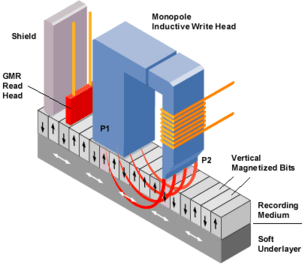 Monopole
Inductive Write Head
Shield
GMR
Read
Head
P1
P2
Vertical
Magnetized Bits
Recording
Medium
Soft
Underlayer